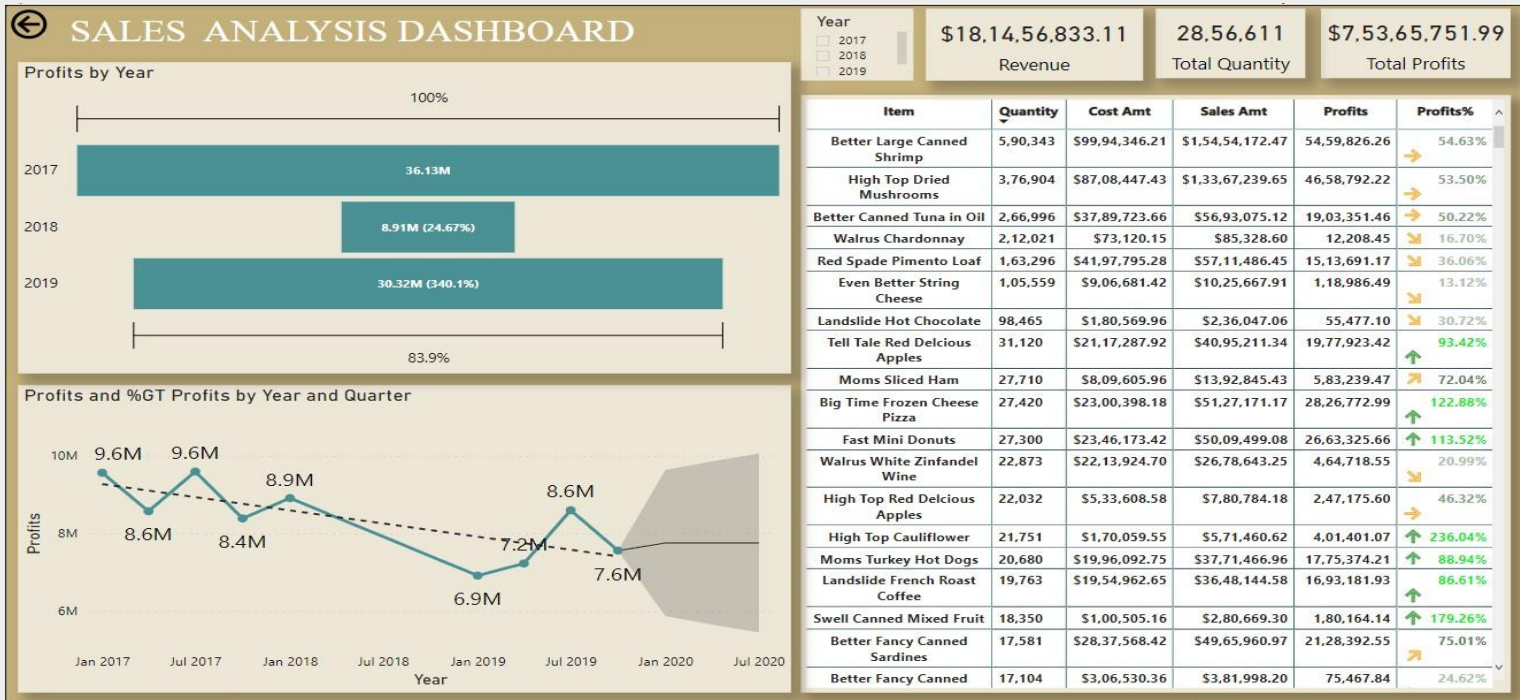 SALES ANALYSIS DASHBOARD
Year
2017
2018
2019
$18,14,56,833.11
Revenue
28,56,611
Total Quantity
$7,53,65,751.99
Total Profits
Profits by Year
100%
2017
36.13M
2018
8.91M (24.67%)
2019
30.32M (340.1%)
83.9%
Profits and %GT Profits by Year and Quarter
Profits
10M
8M
6M
9.6M
8.6M
9.6M
8.4M
8.9M
6.9M
7.2M
8.6M
7.6M
Jan 2017 Jul 2017 Jan 2018 Jul 2018 Jan 2019 Jul 2019 Jan 2020 Jul 2020
Year
Item Quantity Cost Amt Sales Amt Profits Profits%
Better Large Canned 5,90,343 $99,94,346.21 $1,54,54,172.47 54,59,826.26 54.63%
Shrimp
High Top Dried 3,76,904 $87,08,447.43 $1,33,67,239.65 46,58,792.22 53.50%
Mushrooms
Better Canned Tuna in Oil 2,66,996 $37,89,723.66 $56,93,075.12 19,03,351.46 50.22%
Walrus Chardonnay 2,12,021 $73,120.15 $85,328.60 12,208.45 16.70%
Red Spade Pimento Loaf 1,63,296 $41,97,795.28 $57,11,486.45 15,13,691.17 36.06%
Even Better String 1,05,559 $9,06,681.42 $10,25,667.91 1,18,986.49 13.12%
Cheese
Landslide Hot Chocolate 98,465 $1,80,569.96 $2,36,047.06 55,477.10 30.72%
Tell Tale Red Delcious 31,120 $21,17,287.92 $40,95,211.34 19,77,923.42 93.42%
Apples
Moms Sliced Ham 27,710 $8,09,605.96 $13,92,845.43 5,83,239.47 72.04%
Big Time Frozen Cheese 27,420 $23,00,398.18 $51,27,171.17 28,26,772.99 122.88%
Pizza
Fast Mini Donuts 27,300 $23,46,173.42 $50,09,499.08 26,63,325.66 113.52%
Walrus White Zinfandel 22,873 $22,13,924.70 $26,78,643.25 4,64,718.55 20.99%
Wine
High Top Red Delcious 22,032 $5,33,608.58 $7,80,784.18 2,47,175.60 46.32%
Apples
High Top Cauliflower 21,751 $1,70,059.55 $5,71,460.62 4,01,401.07 236.04%
Moms Turkey Hot Dogs 20,680 $19,96,092.75 $37,71,466.96 17,75,374.21 88.94%
Landslide French Roast 19,763 $19,54,962.65 $36,48,144.58 16,93,181.93 86.61%
Coffee
Swell Canned Mixed Fruit 18,350 $1,00,505.16 $2,80,669.30 1,80,164.14 179.26%
Better Fancy Canned 17,581 $28,37,568.42 $49,65,960.97 21,28,392.55 75.01%
Sardines
Better Fancy Canned 17,104 $3,06,530.36 $3,81,998.20 75,467.84 24.62%